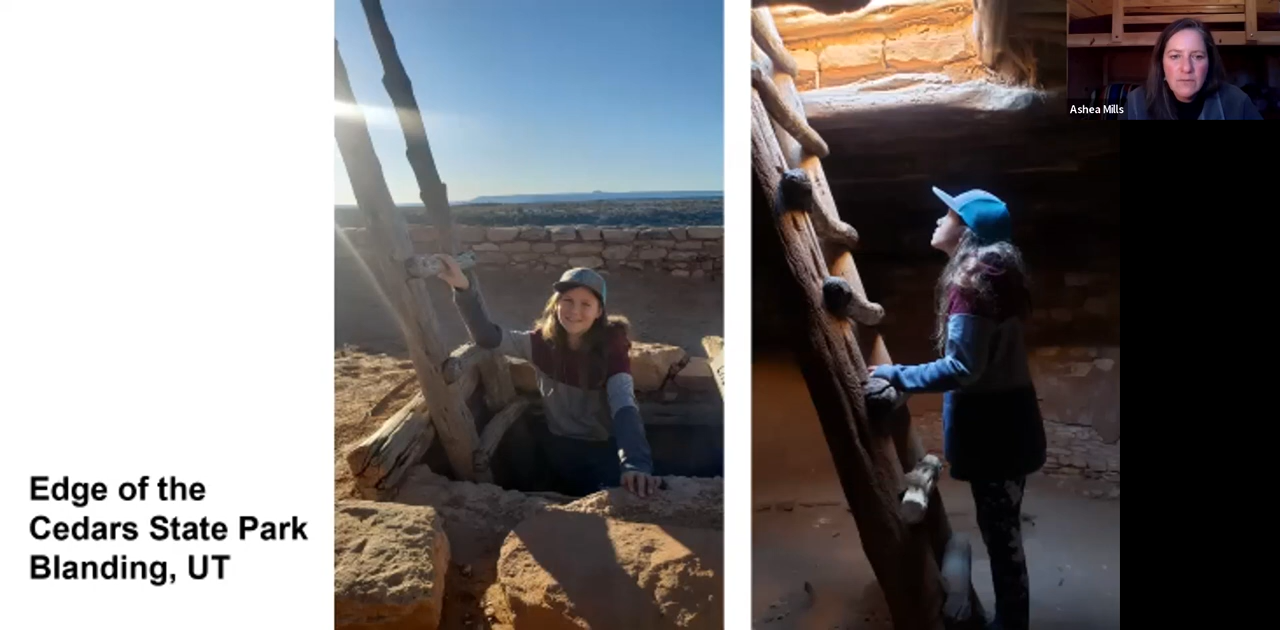 Edge of the
Cedars State Park
Blanding, UT
Ashea Mills